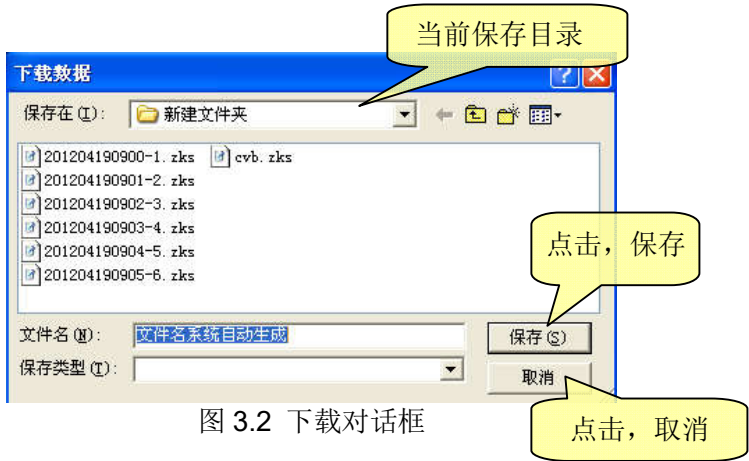 当前保存目录
下载数据
保存在(I):
新建文件夹
201204190900-1.zks
cvb.zks
201204190901-2.zks
201204190902-3.zks
201204190903-4.zks
201204190904-5.zks
201204190905-6.zks
点击，保存
文件名(N):
文件名系统自动生成
保存(S)
保存类型(T):
取消
图 3.2 下载对话框
点击，取消